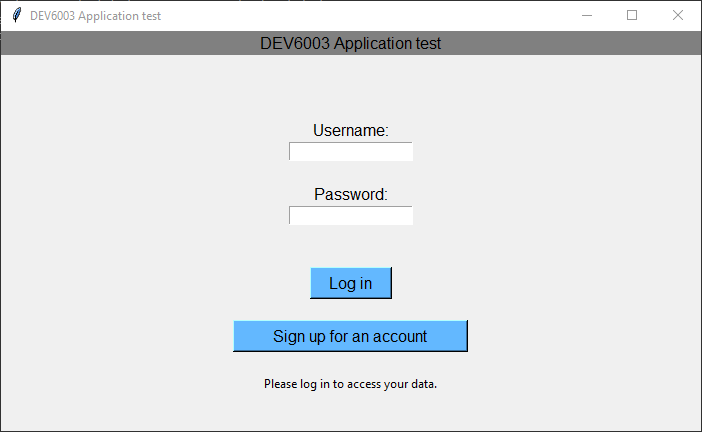 DEV6003 Application test
DEV6003 Application test
Username:
Password:
Log in
Sign up for an account
Please log in to access your data.